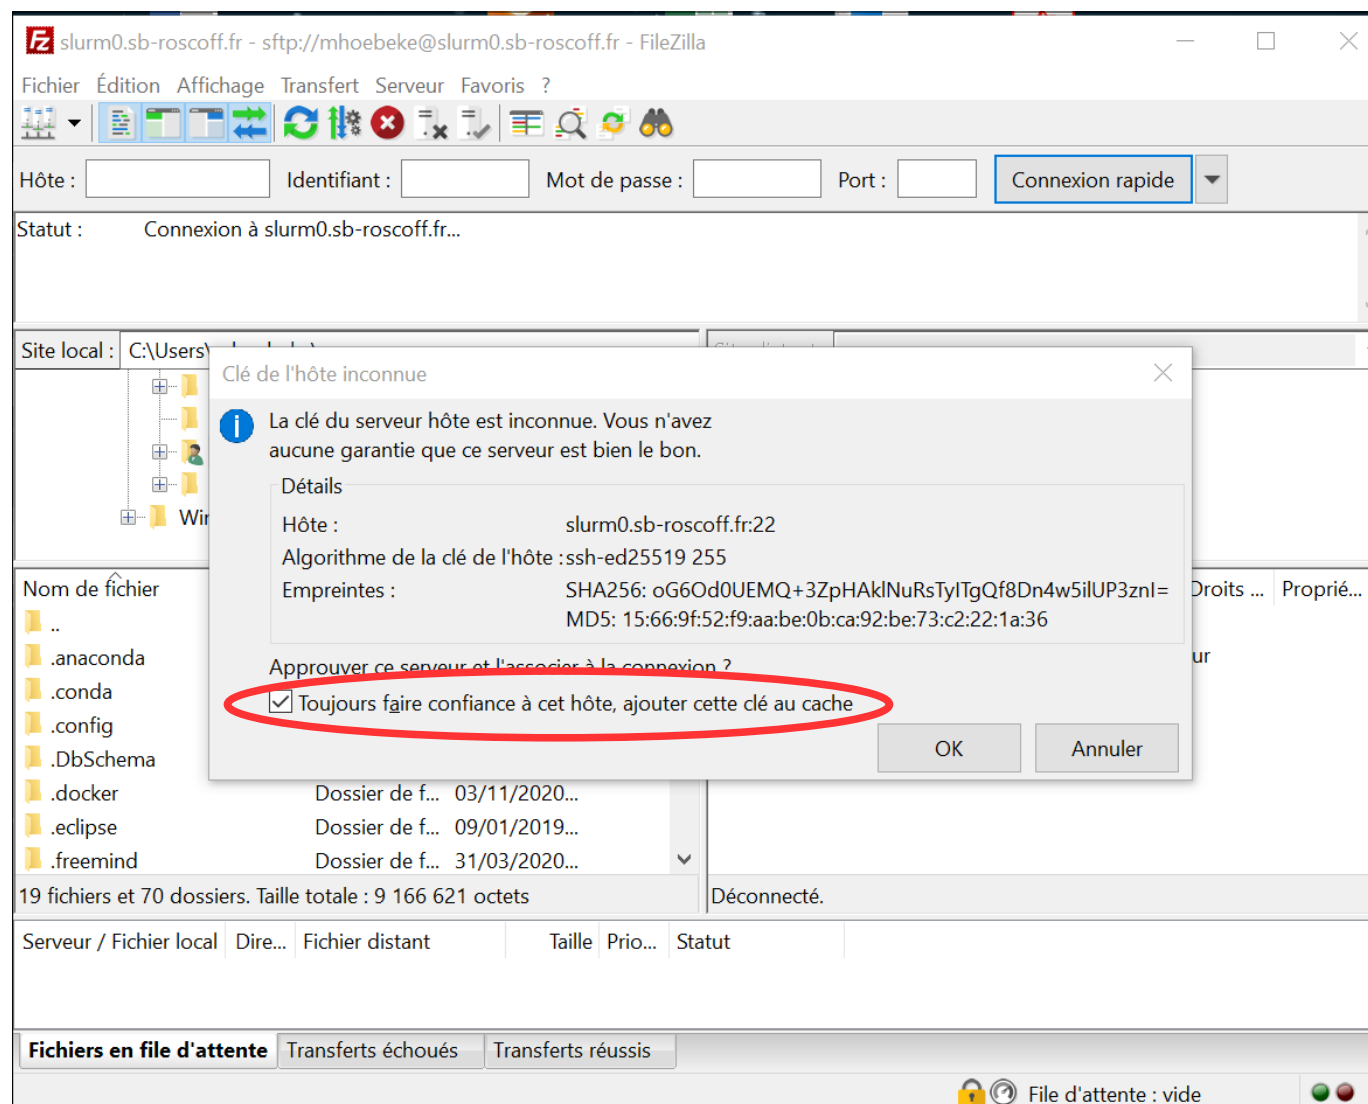 slurm0.sb-roscoff.fr - sftp://mhoebeke@slurm0.sb-roscoff.fr - FileZilla
Fichier Édition Affichage Transfert Serveur Favoris ?
Hôte : Identifiant : Mot de passe : Port : Connexion rapide
Statut : Connexion à slurm0.sb-roscoff.fr...
Site local : C:\Users\
Clé de l'hôte inconnue
La clé du serveur hôte est inconnue. Vous n'avez
aucune garantie que ce serveur est bien le bon.
Détails
Hôte : slurm0.sb-roscoff.fr:22
Algorithme de la clé de l'hôte : ssh-ed25519 255
Empreintes : SHA256: oG6Od0UEMQ+3ZpHAklNuRsTyITgQf8Dn4w5ilUP3znI=
MD5: 15:66:9f:52:f9:aa:be:0b:ca:92:be:73:c2:22:1a:36
Approuver ce serveur et l'associer à la connexion ?
Toujours faire confiance à cet hôte, ajouter cette clé au cache
OK Annuler
Win
Nom de fichier
Droits ... Proprié...
..
.anaconda
ur
.conda
.config
.DbSchema
.docker Dossier de f... 03/11/2020...
.eclipse Dossier de f... 09/01/2019...
.freemind Dossier de f... 31/03/2020...
19 fichiers et 70 dossiers. Taille totale : 9 166 621 octets
Déconnecté.
Serveur / Fichier local Dire... Fichier distant Taille Prio... Statut
Fichiers en file d'attente Transferts échoués Transferts réussis
File d'attente : vide